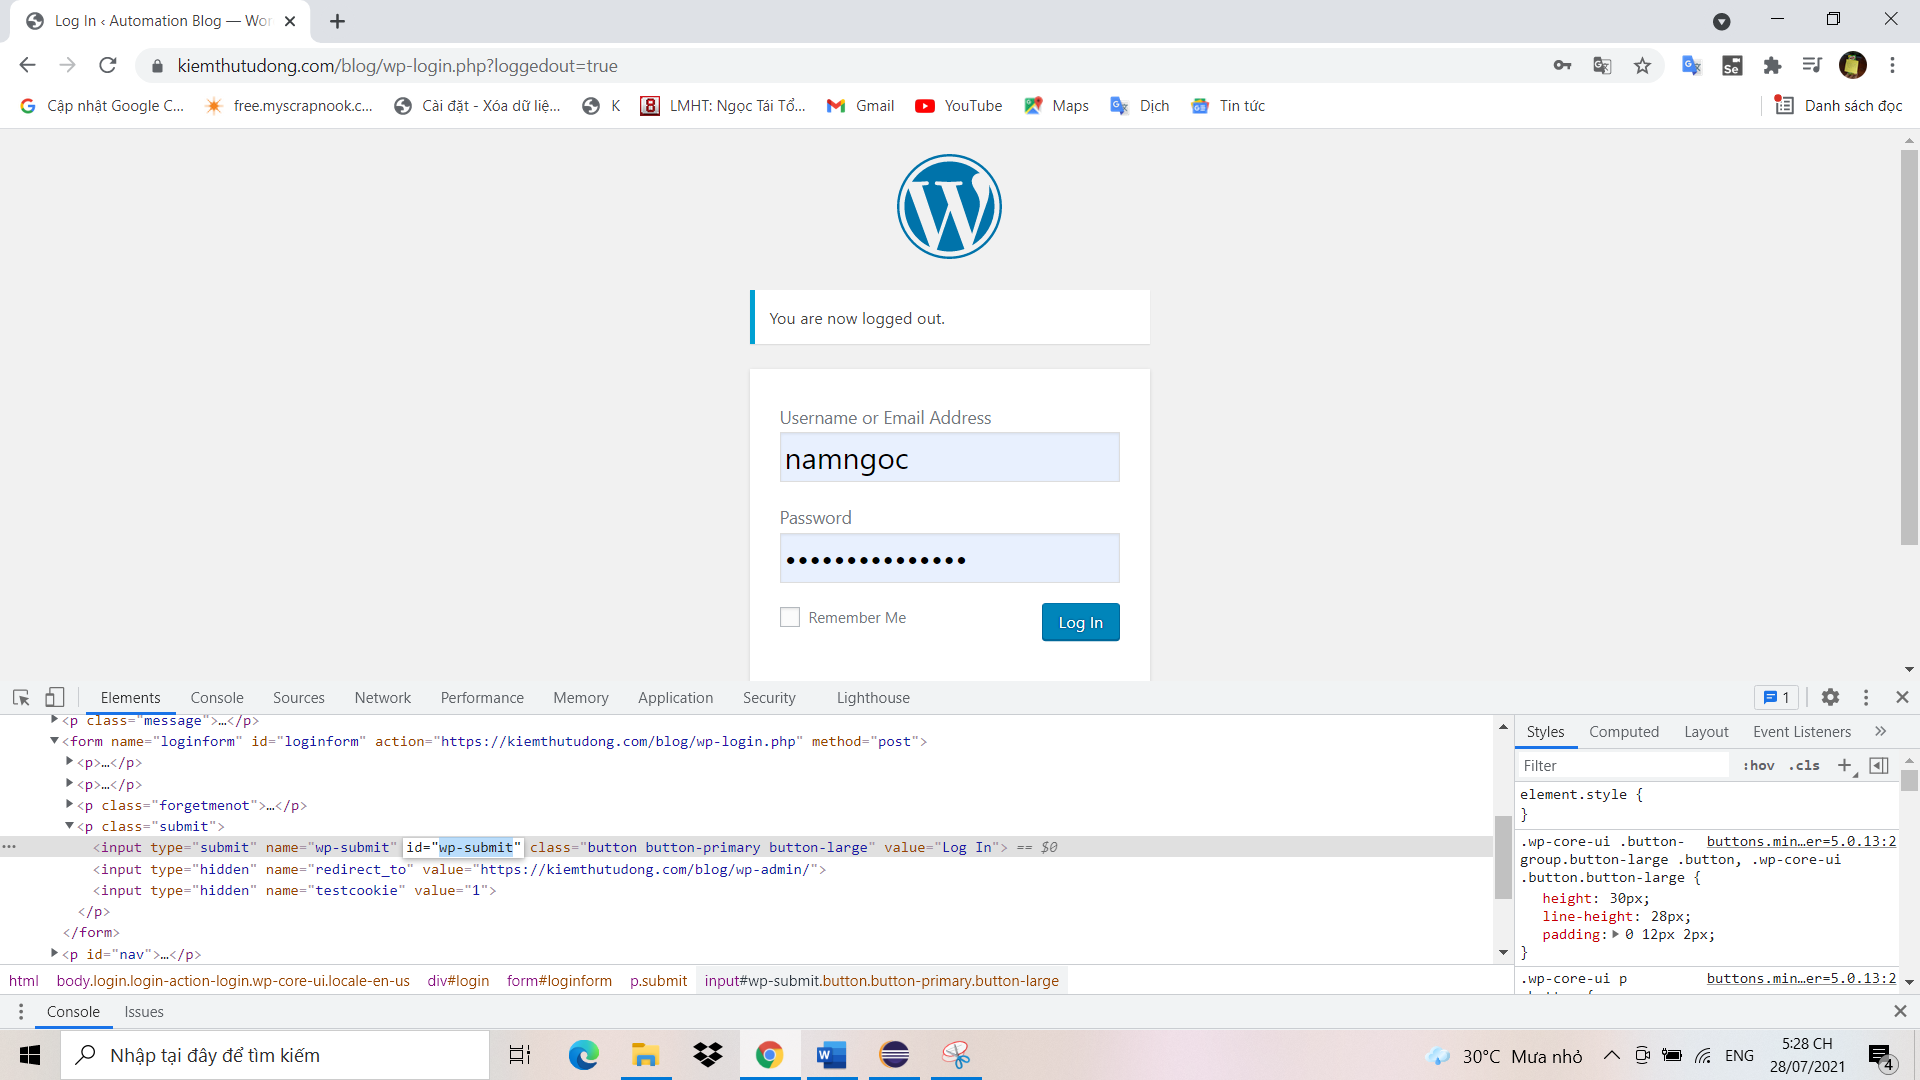 Log In ‹ Automation Blog — Wor
kiemthutudong.com/blog/wp-login.php?loggedout=true
Cập nhật Google C... free.myscrapnook.c... Cài đặt - Xóa dữ liệ... K LMHT: Ngọc Tái Tổ... Gmail YouTube Maps Dịch Tin tức Danh sách đọc
You are now logged out.
Username or Email Address
namngoc
Password
•••••••••••••••
Remember Me Log In
Elements Console Sources Network Performance Memory Application Security Lighthouse 1
<p class="message">…</p>
<form name="loginform" id="loginform" action="https://kiemthutudong.com/blog/wp-login.php" method="post">
<p>…</p>
<p>…</p>
<p class="forgetmenot">…</p>
<p class="submit">
<input type="submit" name="wp-submit" id="wp-submit" class="button button-primary button-large" value="Log In"> == $0
<input type="hidden" name="redirect_to" value="https://kiemthutudong.com/blog/wp-admin/">
<input type="hidden" name="testcookie" value="1">
</p>
</form>
<p id="nav">…</p>
Styles Computed Layout Event Listeners
Filter :hov .cls
element.style {
}
.wp-core-ui .button- buttons.min…er=5.0.13:2
group.button-large .button, .wp-core-ui
.button.button-large {
height: 30px;
line-height: 28px;
padding: 0 12px 2px;
}
.wp-core-ui p buttons.min…er=5.0.13:2
html body.login.login-action-login.wp-core-ui.locale-en-us div#login form#loginform p.submit input#wp-submit.button.button-primary.button-large
Console Issues
Nhập tại đây để tìm kiếm
30°C Mưa nhỏ ENG
5:28 CH
28/07/2021
4